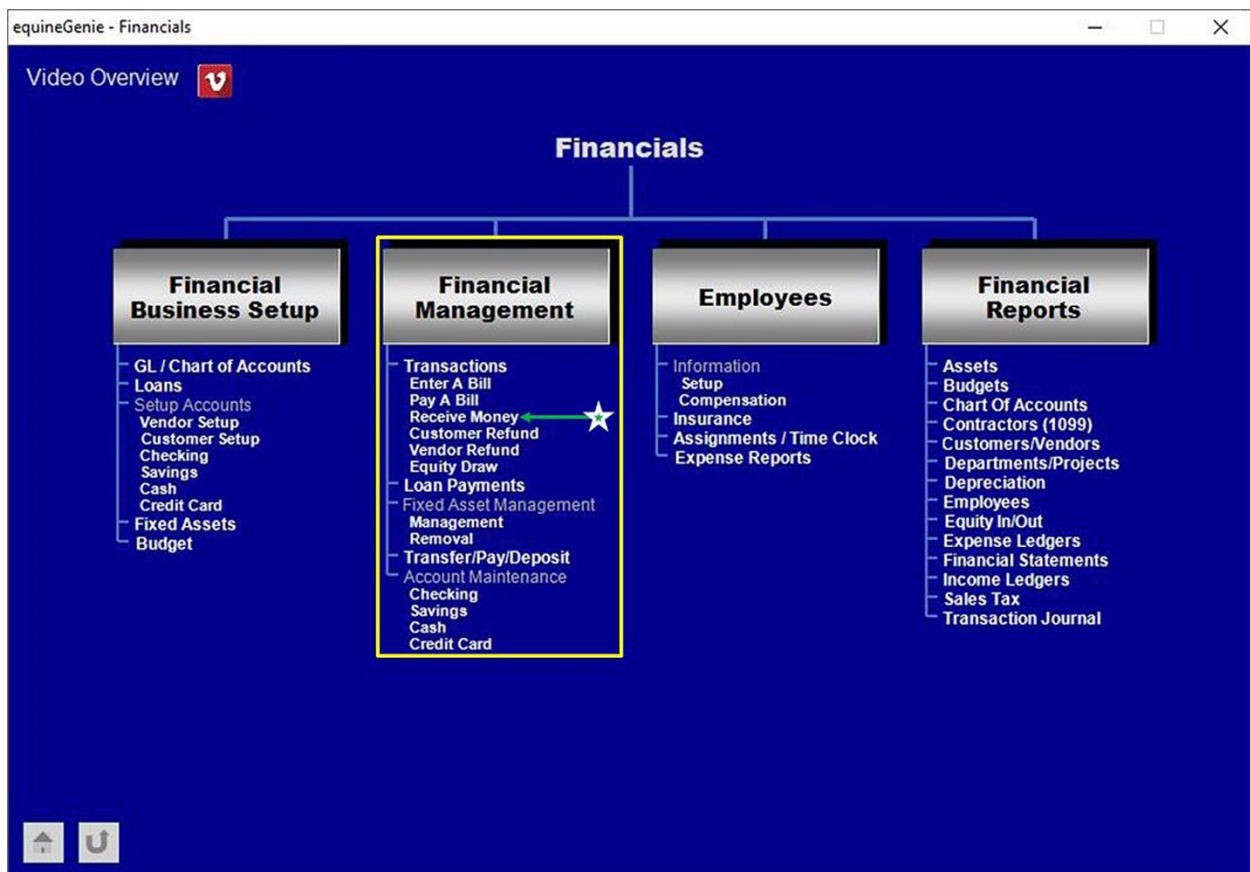 equineGenie - Financials
Video Overview
Financials
Financial
Business Setup
GL / Chart of Accounts
Loans
Setup Accounts
Vendor Setup
Customer Setup
Checking
Savings
Cash
Credit Card
Fixed Assets
Budget
Financial
Management
Transactions
Enter A Bill
Pay A Bill
Receive Money
Customer Refund
Vendor Refund
Equity Draw
Loan Payments
Fixed Asset Management
Management
Removal
Transfer/Pay/Deposit
Account Maintenance
Checking
Savings
Cash
Credit Card
Employees
Information
Setup
Compensation
Insurance
Assignments / Time Clock
Expense Reports
Financial
Reports
Assets
Budgets
Chart Of Accounts
Contractors (1099)
Customers/Vendors
Departments/Projects
Depreciation
Employees
Equity In/Out
Expense Ledgers
Financial Statements
Income Ledgers
Sales Tax
Transaction Journal